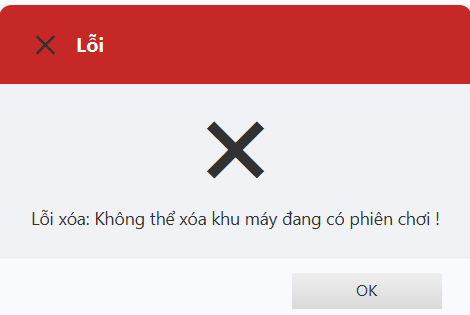 Lỗi
Lỗi xóa: Không thể xóa khu máy đang có phiên chơi !
OK